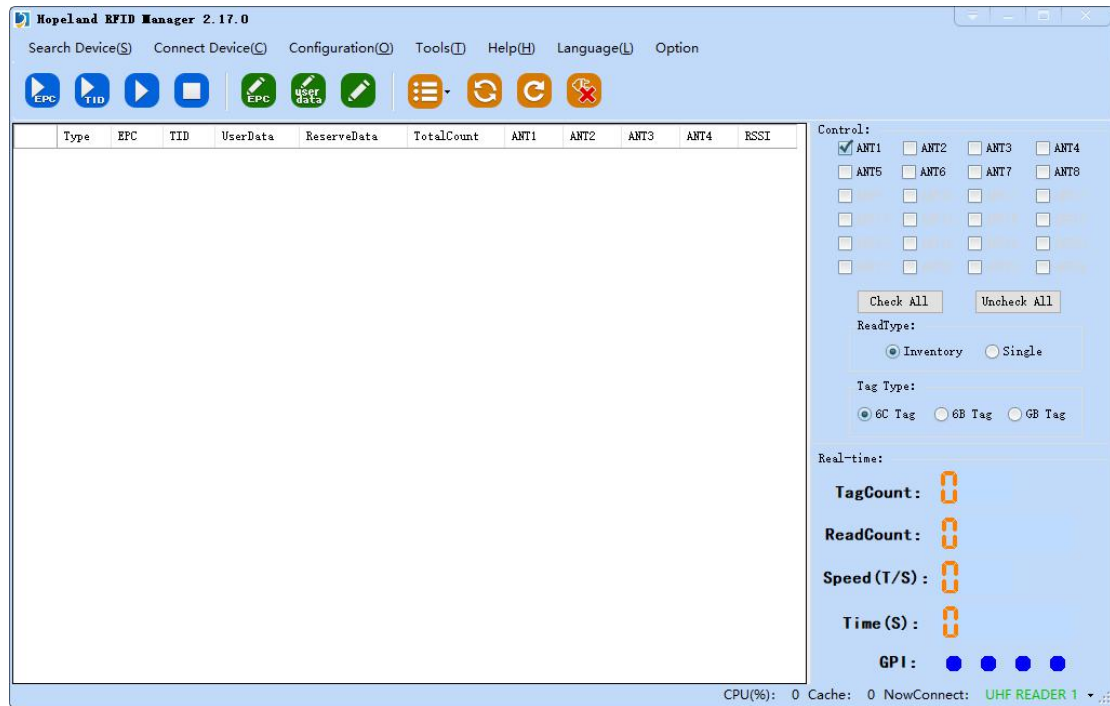 Hopeland RFID Manager 2.17.0
Search Device(S) Connect Device(C) Configuration(O) Tools(T) Help(H) Language(L) Option
EPC TID EPC user data
Type EPC TID UserData ReserveData TotalCount ANT1 ANT2 ANT3 ANT4 RSSI
Control:
ANT1 ANT2 ANT3 ANT4
ANT5 ANT6 ANT7 ANT8
Check All Uncheck All
ReadType:
Inventory Single
Tag Type:
6C Tag 6B Tag GB Tag
Real-time:
TagCount: 0
ReadCount: 0
Speed(T/S): 0
Time(S): 0
GPI:
CPU(%): 0 Cache: 0 NowConnect: UHF READER 1